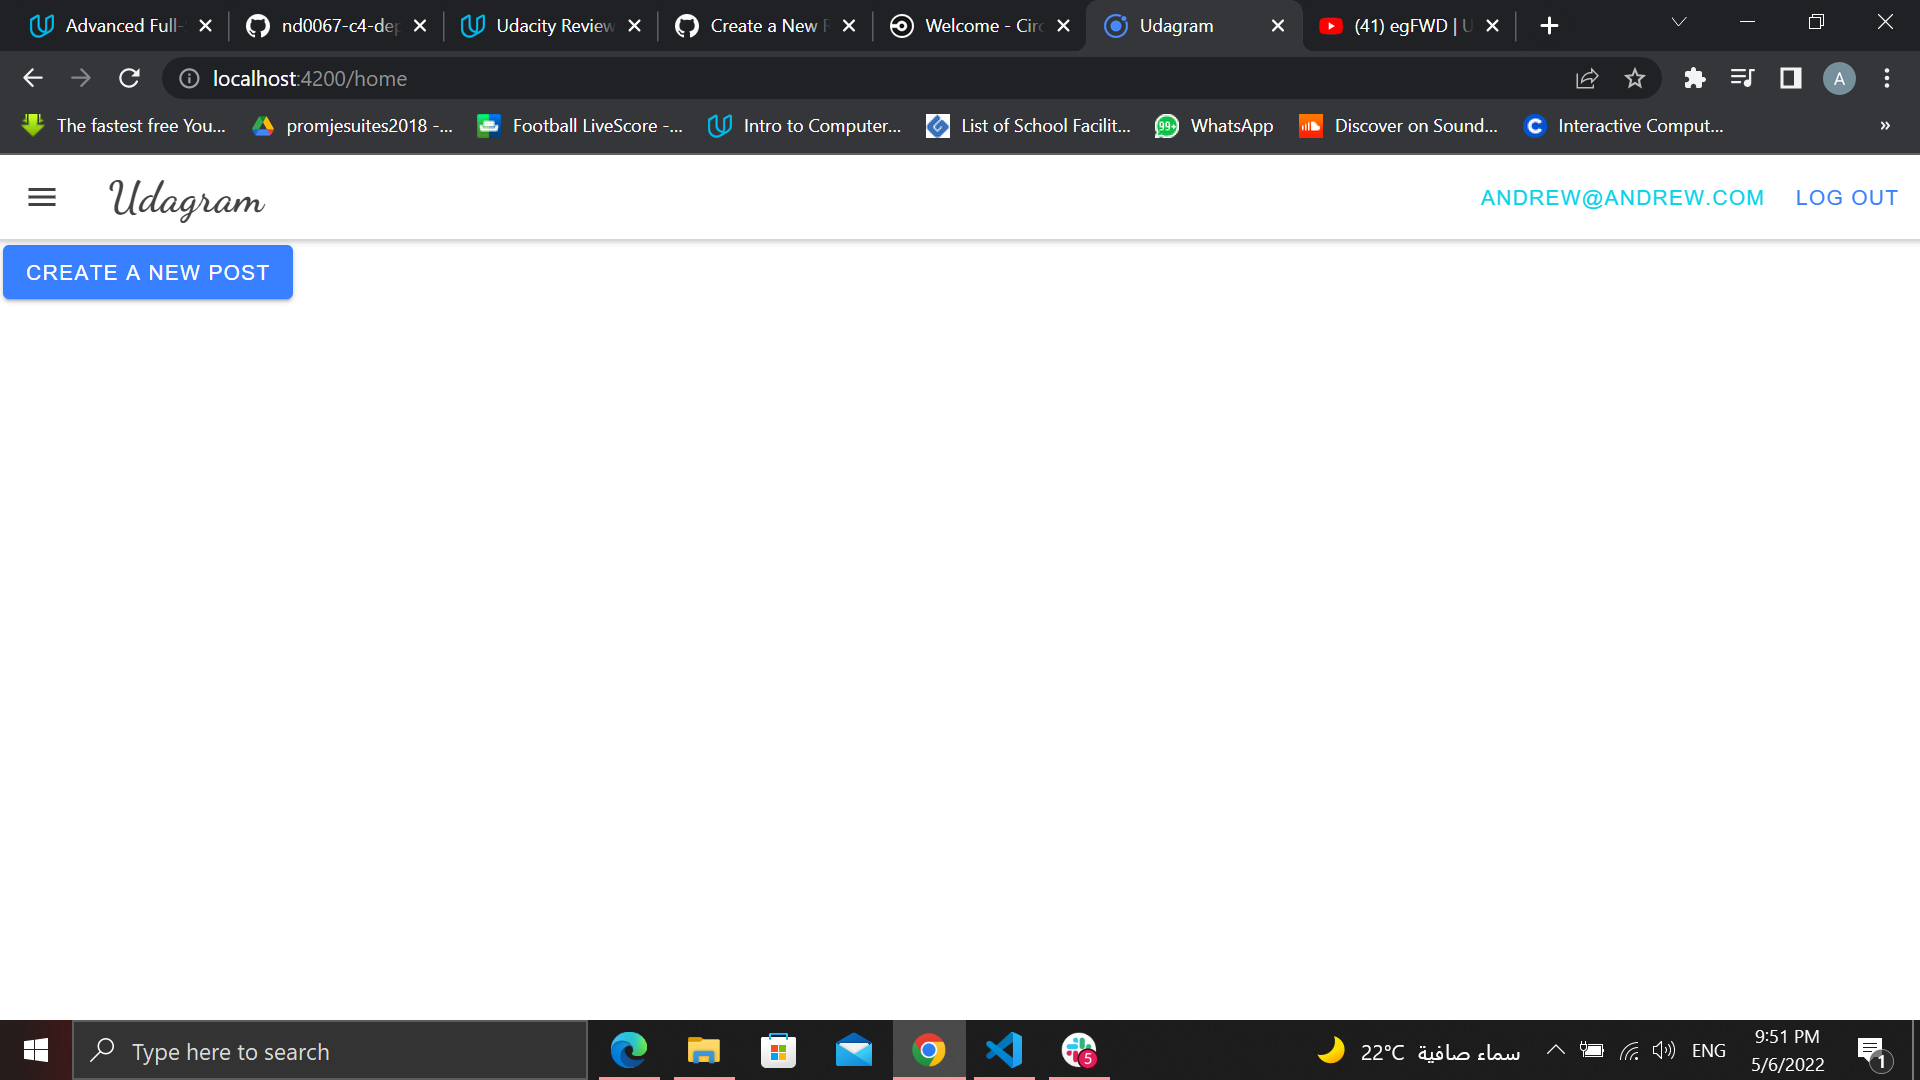 Advanced Full-
nd0067-c4-dep
Udacity Review
Create a New R
Welcome - Circ
Udagram
(41) egFWD | U
localhost:4200/home
A
The fastest free You...
promjesuites2018 -...
Football LiveScore -...
Intro to Computer...
List of School Facilit...
99+
WhatsApp
Discover on Sound...
Interactive Comput...
»
Udagram
ANDREW@ANDREW.COM
LOG OUT
CREATE A NEW POST
Type here to search
5
22°C سماء صافية
ENG
9:51 PM
5/6/2022
1